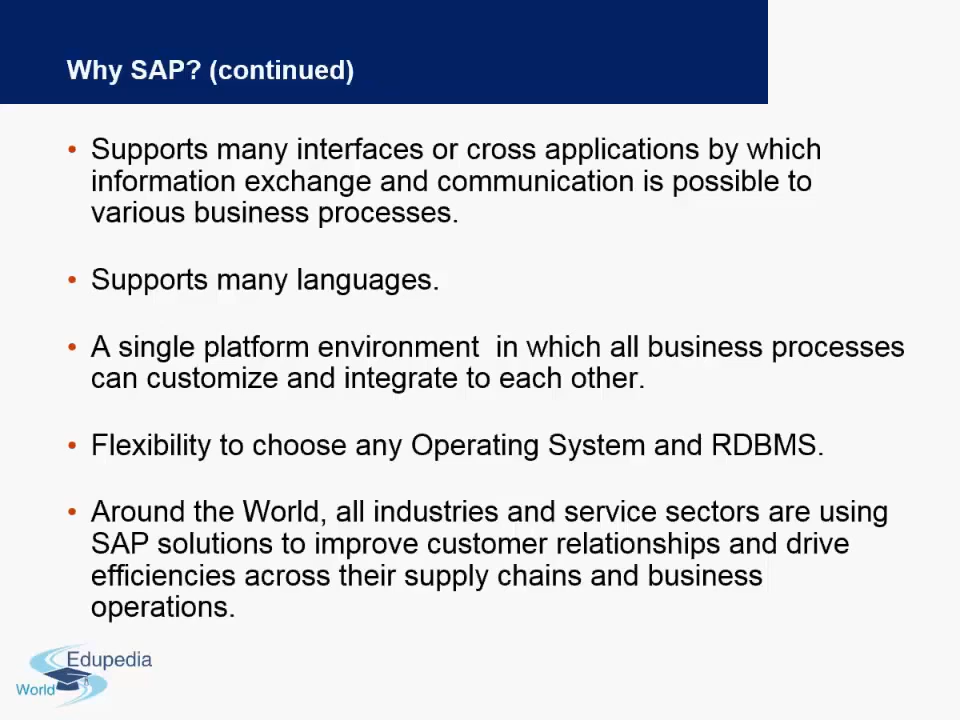 Why SAP? (continued)
• Supports many interfaces or cross applications by which
information exchange and communication is possible to
various business processes.
• Supports many languages.
• A single platform environment  in which all business processes
can customize and integrate to each other.
• Flexibility to choose any Operating System and RDBMS.
• Around the World, all industries and service sectors are using
SAP solutions to improve customer relationships and drive
efficiencies across their supply chains and business
operations.
Edupedia
World